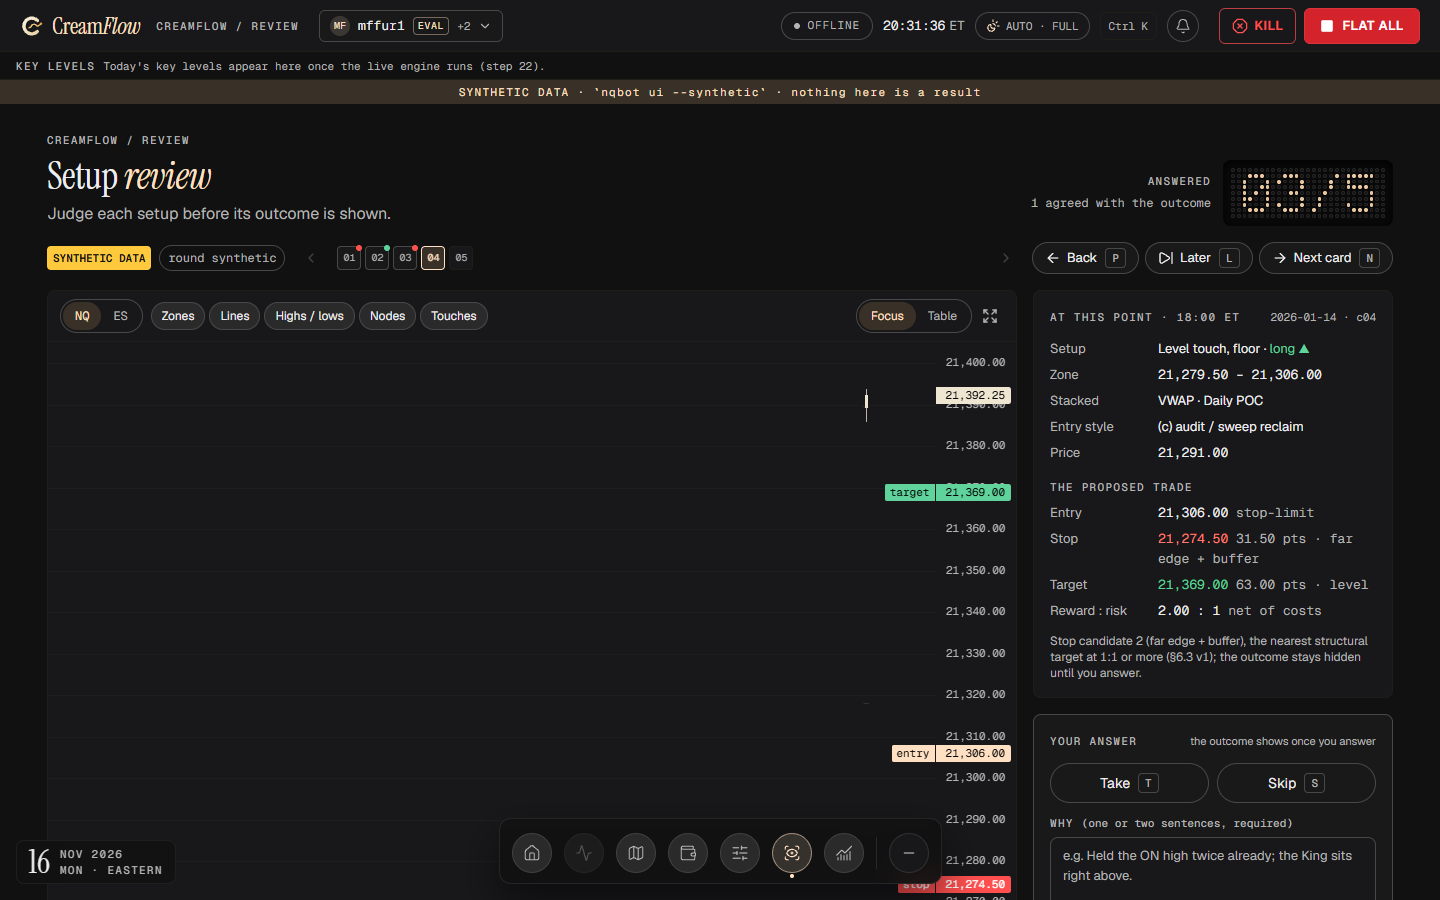 CreamFlow
CREAMFLOW / REVIEW
MF mffur1 EVAL +2
OFFLINE
20:31:36 ET
AUTO · FULL
Ctrl K
KILL
FLAT ALL
KEY LEVELS Today's key levels appear here once the live engine runs (step 22).
SYNTHETIC DATA · `nqbot ui --synthetic` · nothing here is a result
CREAMFLOW / REVIEW
Setup review
Judge each setup before its outcome is shown.
ANSWERED
1 agreed with the outcome
03/5
SYNTHETIC DATA
round synthetic
01 02 03 04 05
Back P
Later L
Next card N
NQ ES
Zones Lines Highs / lows Nodes Touches
Focus Table
21,400.00
21,392.25
21,390.00
21,380.00
target 21,369.00
21,360.00
21,350.00
21,340.00
21,330.00
21,320.00
21,310.00
entry 21,306.00
21,300.00
21,290.00
21,280.00
stop 21,274.50
AT THIS POINT · 18:00 ET 2026-01-14 · c04
Setup Level touch, floor · long ▲
Zone 21,279.50 – 21,306.00
Stacked VWAP · Daily POC
Entry style (c) audit / sweep reclaim
Price 21,291.00
THE PROPOSED TRADE
Entry 21,306.00 stop-limit
Stop 21,274.50 31.50 pts · far
edge + buffer
Target 21,369.00 63.00 pts · level
Reward : risk 2.00 : 1 net of costs
Stop candidate 2 (far edge + buffer), the nearest structural
target at 1:1 or more (§6.3 v1); the outcome stays hidden
until you answer.
YOUR ANSWER the outcome shows once you answer
Take T
Skip S
WHY (one or two sentences, required)
e.g. Held the ON high twice already; the King sits
right above.
16 NOV 2026
MON · EASTERN